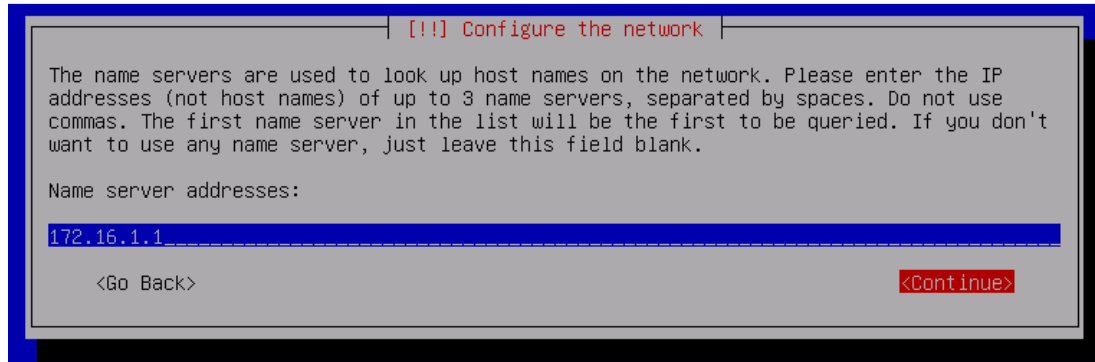 [!!] Configure the network
The name servers are used to look up host names on the network. Please enter the IP
addresses (not host names) of up to 3 name servers, separated by spaces. Do not use
commas. The first name server in the list will be the first to be queried. If you don't
want to use any name server, just leave this field blank.
Name server addresses:
172.16.1.1
<Go Back> <Continue>